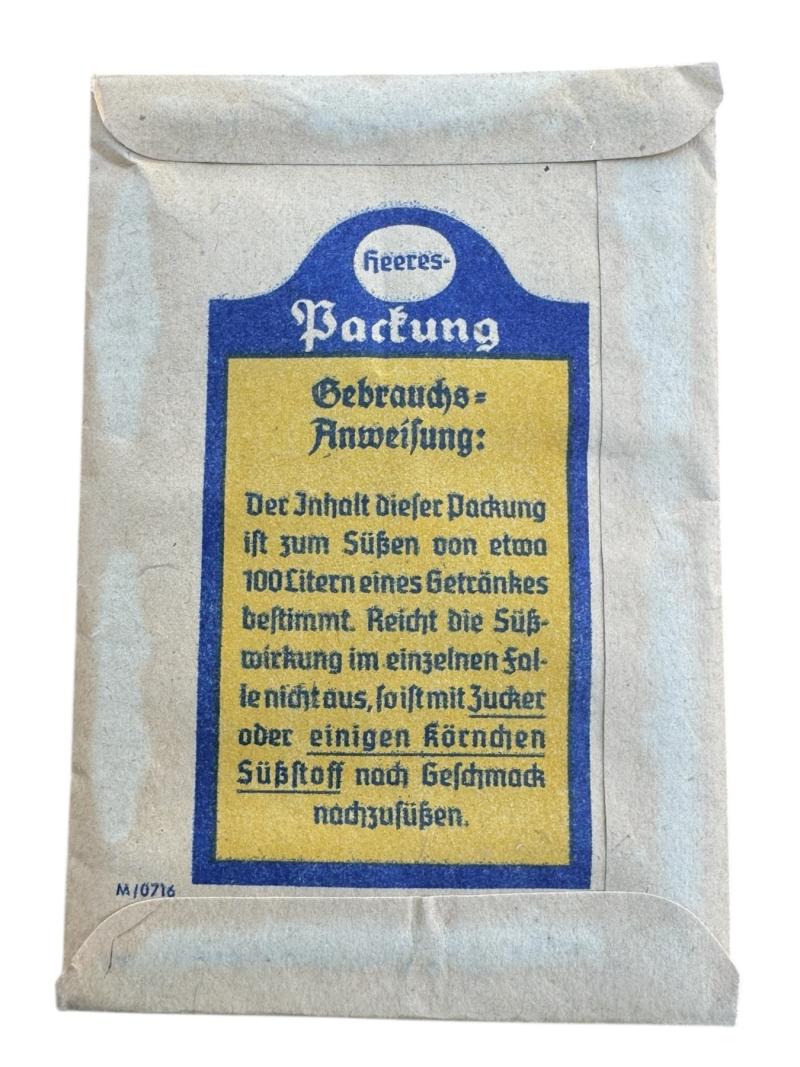 Heeres-
Packung
Gebrauchs-
Anweisung:
Der Inhalt dieser Packung
ist zum Süßen von etwa
100 Litern eines Getränkes
bestimmt. Reicht die Süß-
wirkung im einzelnen Fal-
le nicht aus, so ist mit Zucker
oder einigen Körnchen
Süßstoff nach Geschmack
nachzusüßen.
M/0716